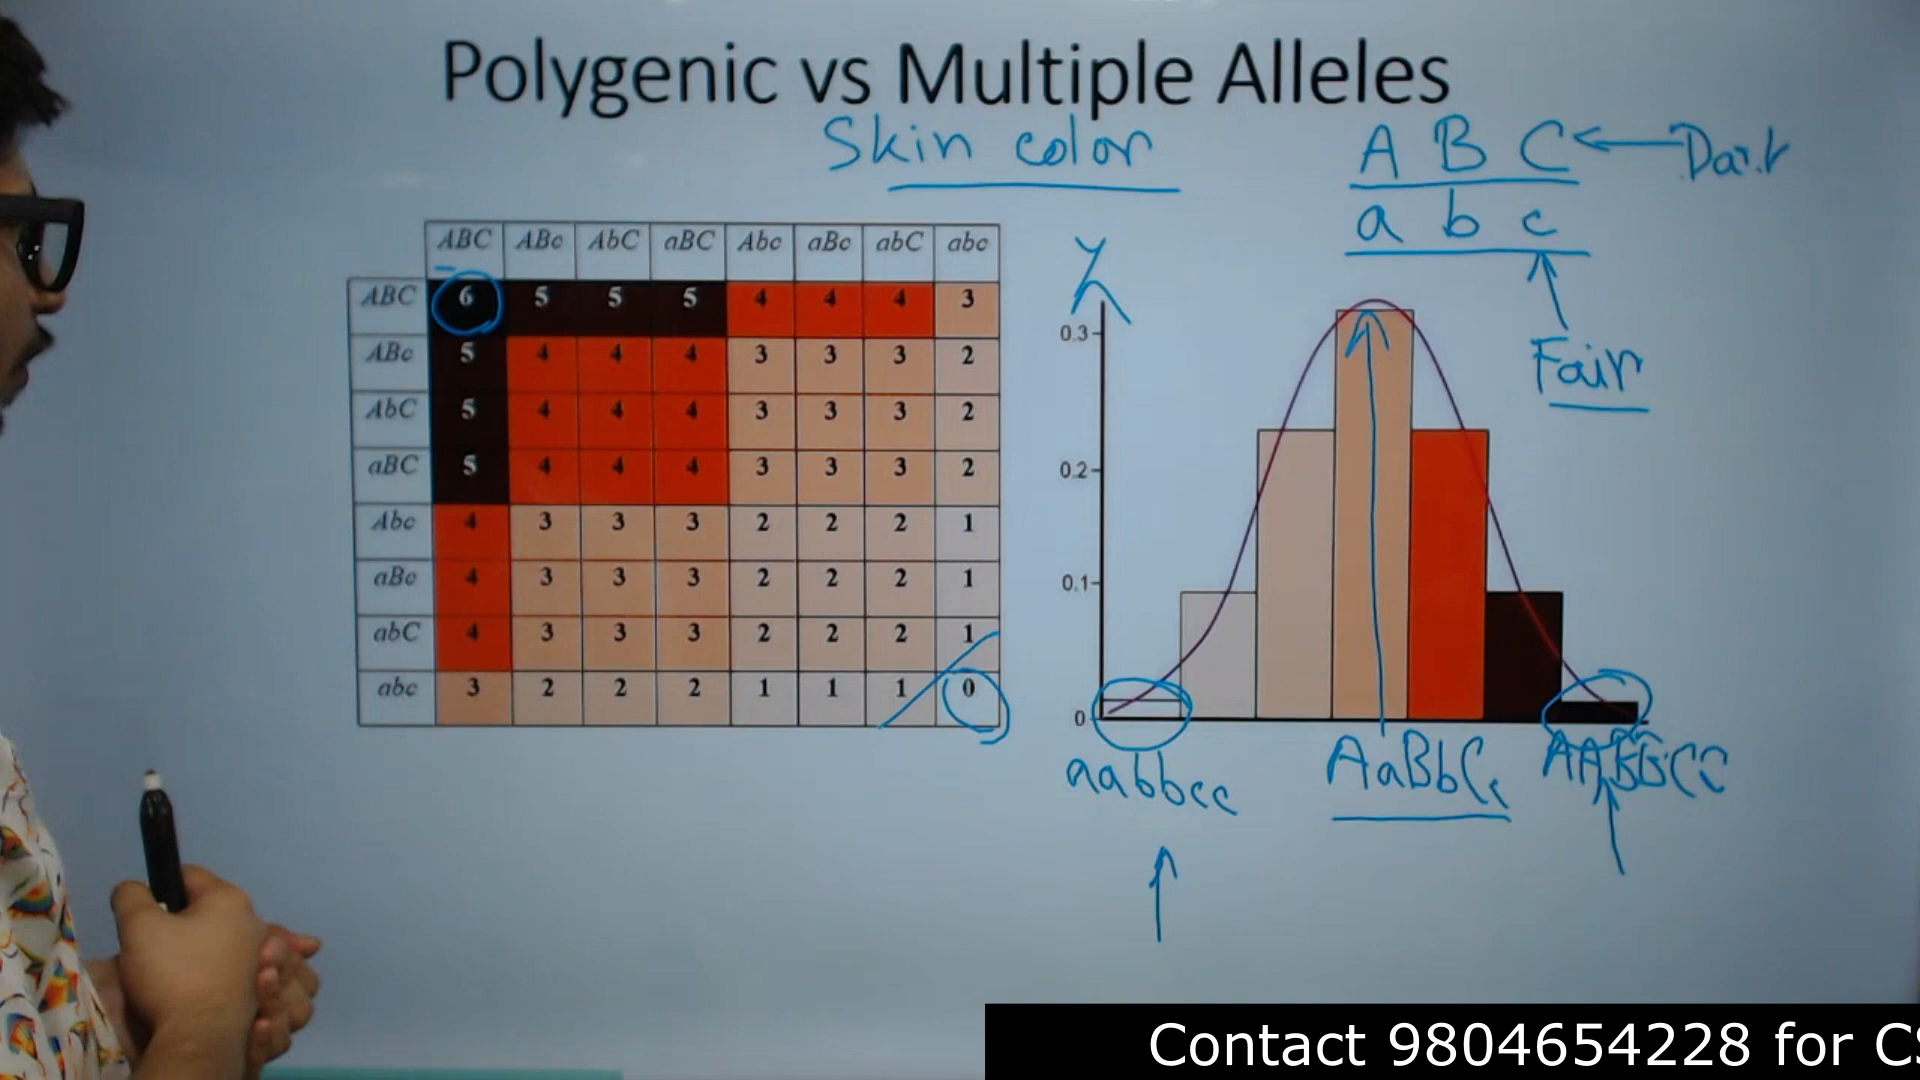 Polygenic vs Multiple Alleles
Skin color
A B C ← Dark
a b c
Fair
ABC ABc AbC aBC Abc aBc abC abc
ABC 6 5 5 5 4 4 4 3
ABc 5 4 4 4 3 3 3 2
AbC 5 4 4 4 3 3 3 2
aBC 5 4 4 4 3 3 3 2
Abc 4 3 3 3 2 2 2 1
aBc 4 3 3 3 2 2 2 1
abC 4 3 3 3 2 2 2 1
abc 3 2 2 2 1 1 1 0
0.3
0.2
0.1
0
aabbcc AaBbCc AABBCC
Contact 9804654228 for CS